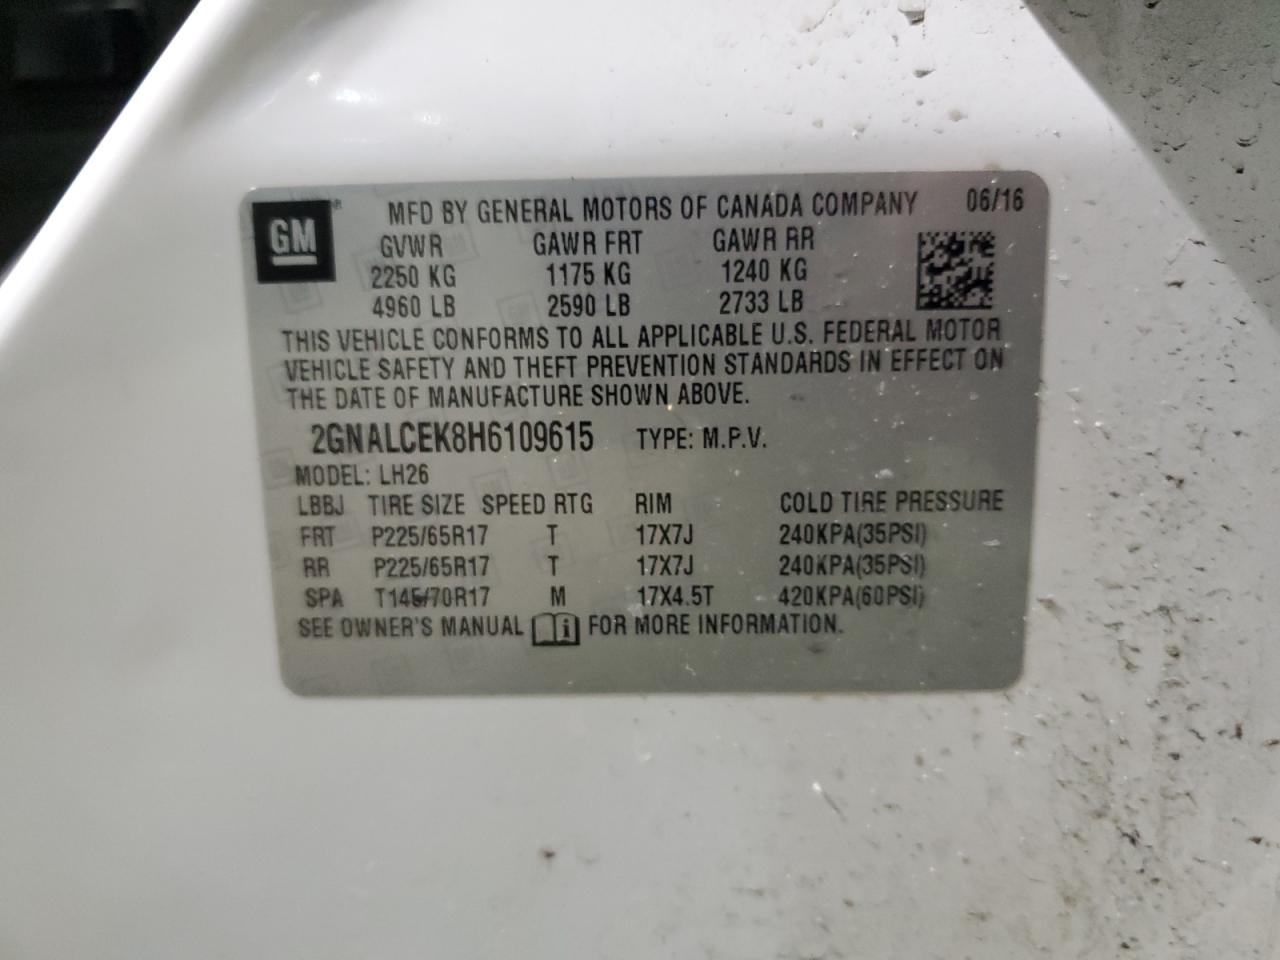 GM ® MFD BY GENERAL MOTORS OF CANADA COMPANY 06/16
GVWR GAWR FRT GAWR RR
2250 KG 1175 KG 1240 KG
4960 LB 2590 LB 2733 LB
THIS VEHICLE CONFORMS TO ALL APPLICABLE U.S. FEDERAL MOTOR
VEHICLE SAFETY AND THEFT PREVENTION STANDARDS IN EFFECT ON
THE DATE OF MANUFACTURE SHOWN ABOVE.
2GNALCEK8H6109615 TYPE: M.P.V.
MODEL: LH26
LBBJ TIRE SIZE SPEED RTG RIM COLD TIRE PRESSURE
FRT P225/65R17 T 17X7J 240KPA(35PSI)
RR P225/65R17 T 17X7J 240KPA(35PSI)
SPA T145/70R17 M 17X4.5T 420KPA(60PSI)
SEE OWNER'S MANUAL i FOR MORE INFORMATION.